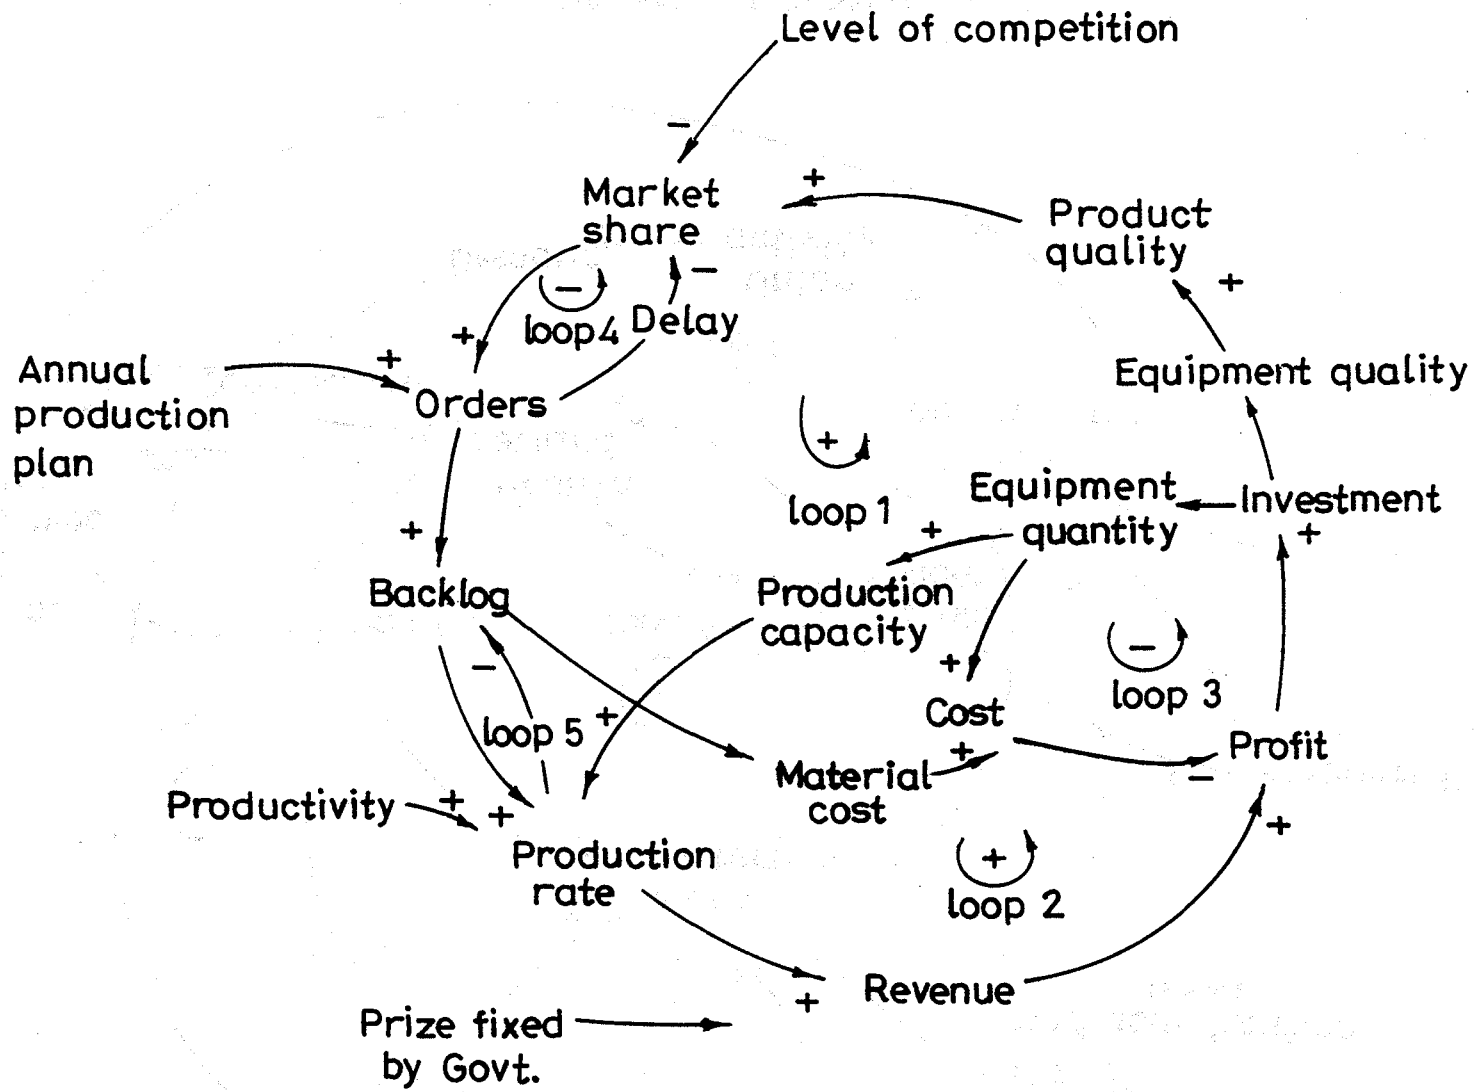 Level of competition
-
Market
share
+
Product
quality
-
-
loop4
Delay
+
+
Annual
production
plan
+
Orders
Equipment quality
+
loop 1
Equipment
quantity
Investment
+
+
+
Backlog
Production
capacity
-
loop 3
-
loop 5
+
+
Cost
Profit
+
Material
cost
-
Productivity
+
+
Production
rate
+
loop 2
+
Revenue
+
Prize fixed
by Govt.